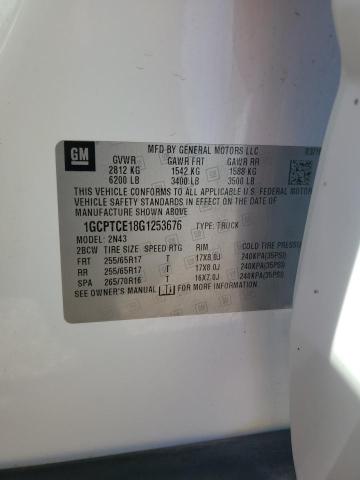 GM
MFD BY GENERAL MOTORS LLC
GVWR GAWR FRT GAWR RR
2812 KG 1542 KG 1588 KG
6200 LB 3400 LB 3500 LB
THIS VEHICLE CONFORMS TO ALL APPLICABLE U.S. FEDERAL MOTOR
VEHICLE SAFETY STANDARDS IN EFFECT ON THE DATE OF
MANUFACTURE SHOWN ABOVE.
1GCPTCE18G1253676 TYPE: TRUCK
MODEL: 2N43
2BCW TIRE SIZE SPEED RTG RIM COLD TIRE
FRT 255/65R17 T 17X8.0J 240KPA(35PSI)
RR 255/65R17 T 17X8.0J 240KPA(35PSI)
SPA 265/70R16 T 16X7.0J 240KPA(35PSI)
SEE OWNER'S MANUAL FOR MORE INFORMATION